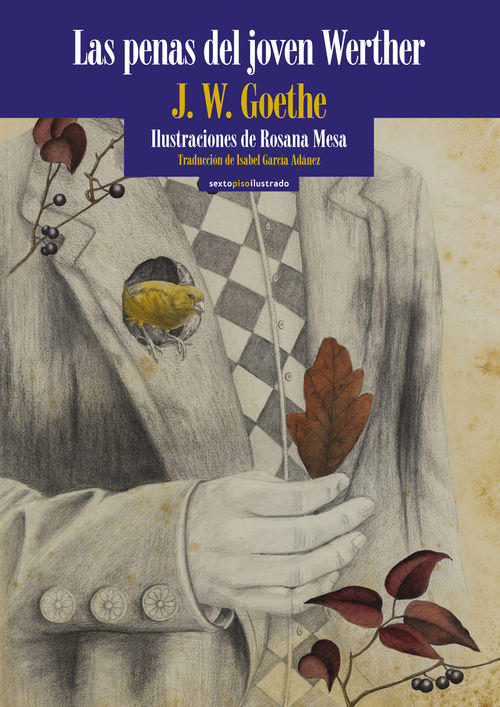 Las penas del joven Werther
J. W. Goethe
Ilustraciones de Rosana Mesa
Traducción de Isabel García Adánez
sextopisoilustrado